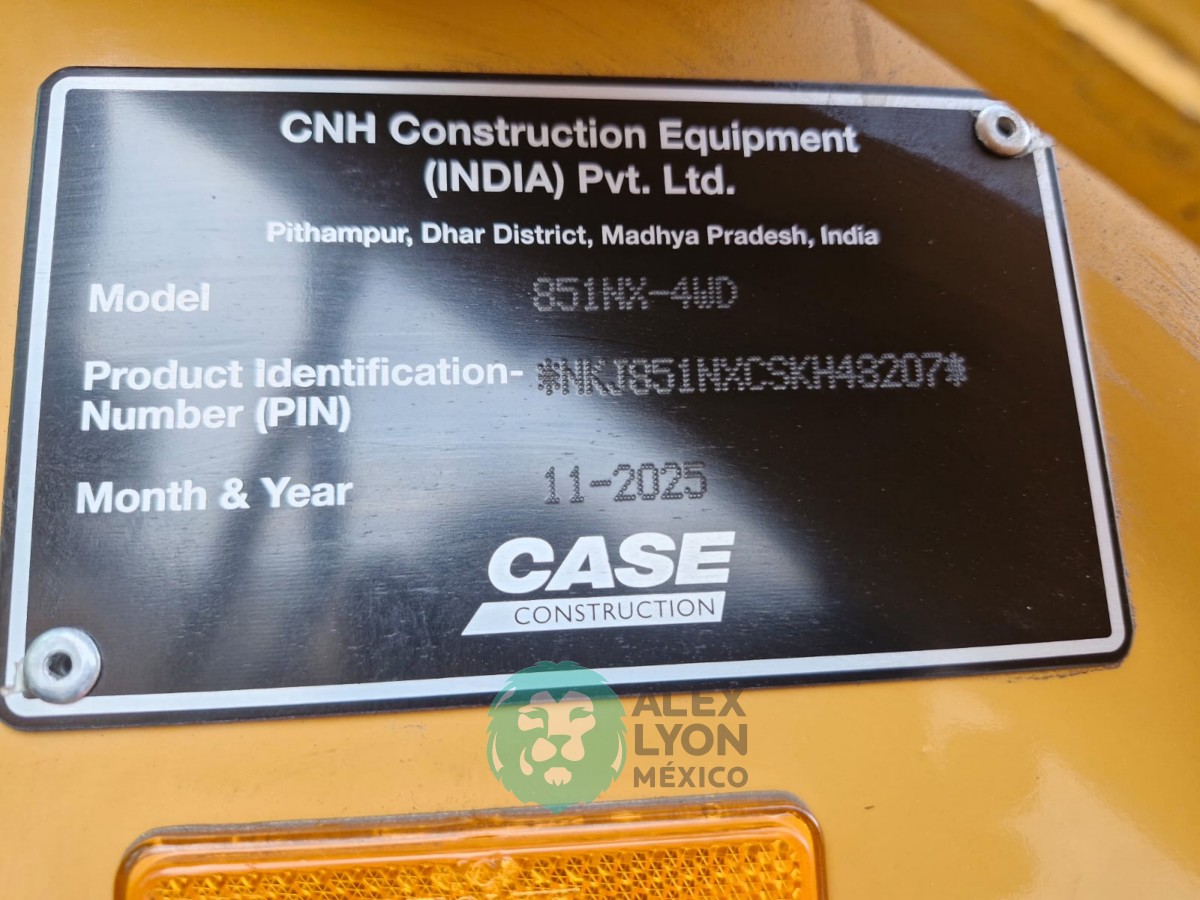 CNH Construction Equipment
(INDIA) Pvt. Ltd.
Pithampur, Dhar District, Madhya Pradesh, India
Model 851NX-4WD
Product Identification- *NKJ851NXCSKH48207*
Number (PIN)
Month & Year 11-2025
CASE
CONSTRUCTION
ALEX
LYON
MÉXICO